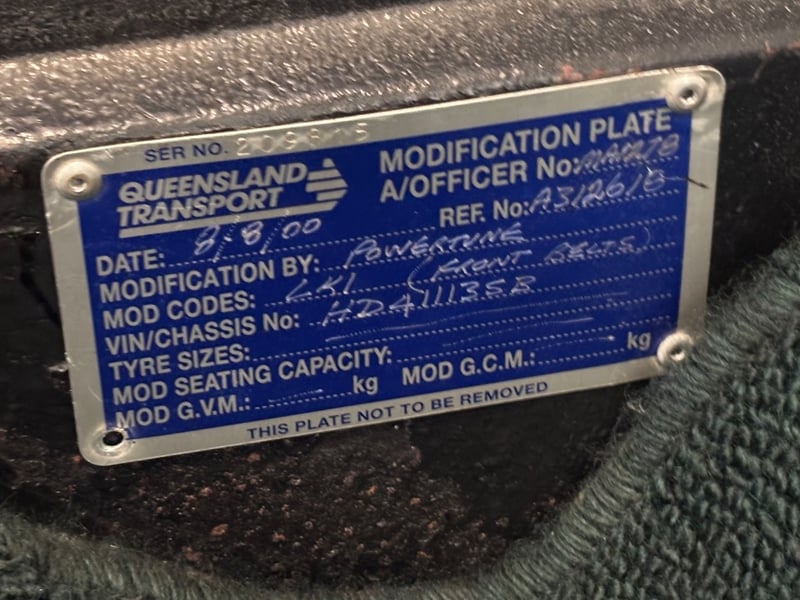 SER NO. 209815
QUEENSLAND TRANSPORT
MODIFICATION PLATE
A/OFFICER No:
REF. No: A312618
DATE: 8/8/00
MODIFICATION BY: POWERTUNE
MOD CODES: LK1 (FRONT BELTS)
VIN/CHASSIS No: HD411135B
TYRE SIZES:
MOD SEATING CAPACITY:
MOD G.V.M.: kg MOD G.C.M.: kg
THIS PLATE NOT TO BE REMOVED